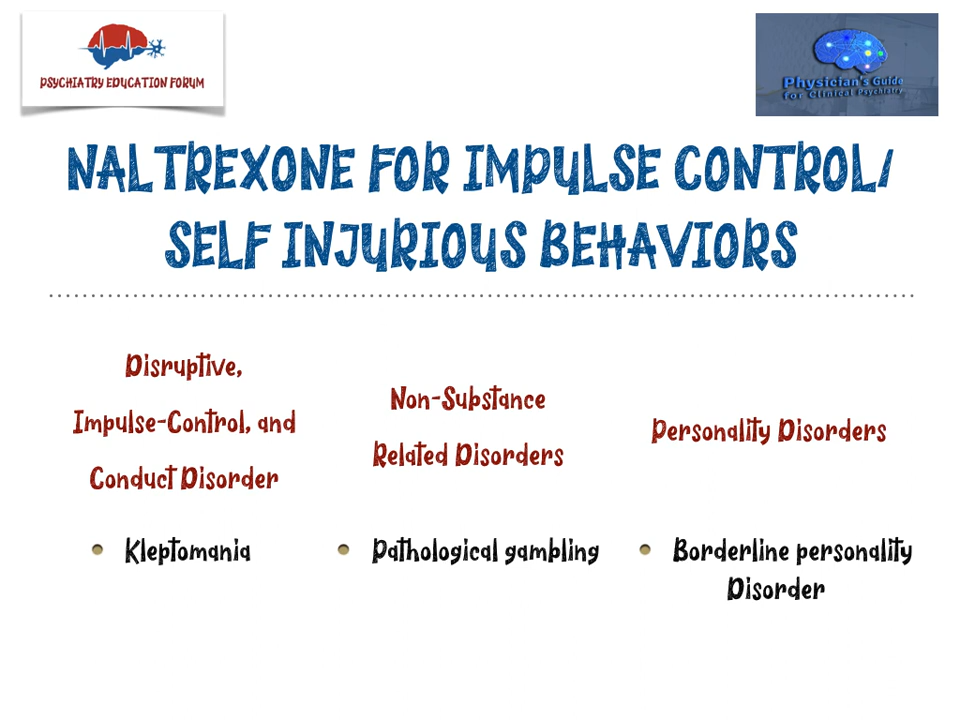 PSYCHIATRY EDUCATION FORUM
Physician's Guide
for Clinical Psychiatry
NALTREXONE FOR IMPULSE CONTROL/
SELF INJURIOUS BEHAVIORS
Disruptive,
Impulse-Control, and
Conduct Disorder
• Kleptomania
Non-Substance
Related Disorders
• Pathological gambling
Personality Disorders
• Borderline personality
Disorder